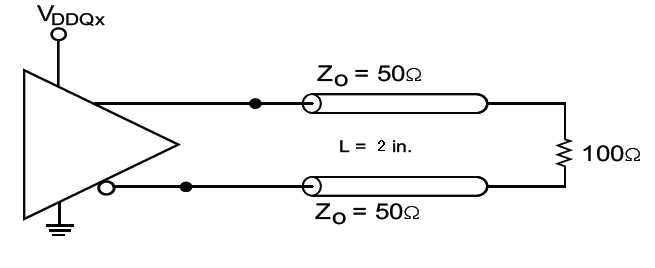 VDDQx
ZO = 50Ω
L = 2 in.
100Ω
ZO = 50Ω